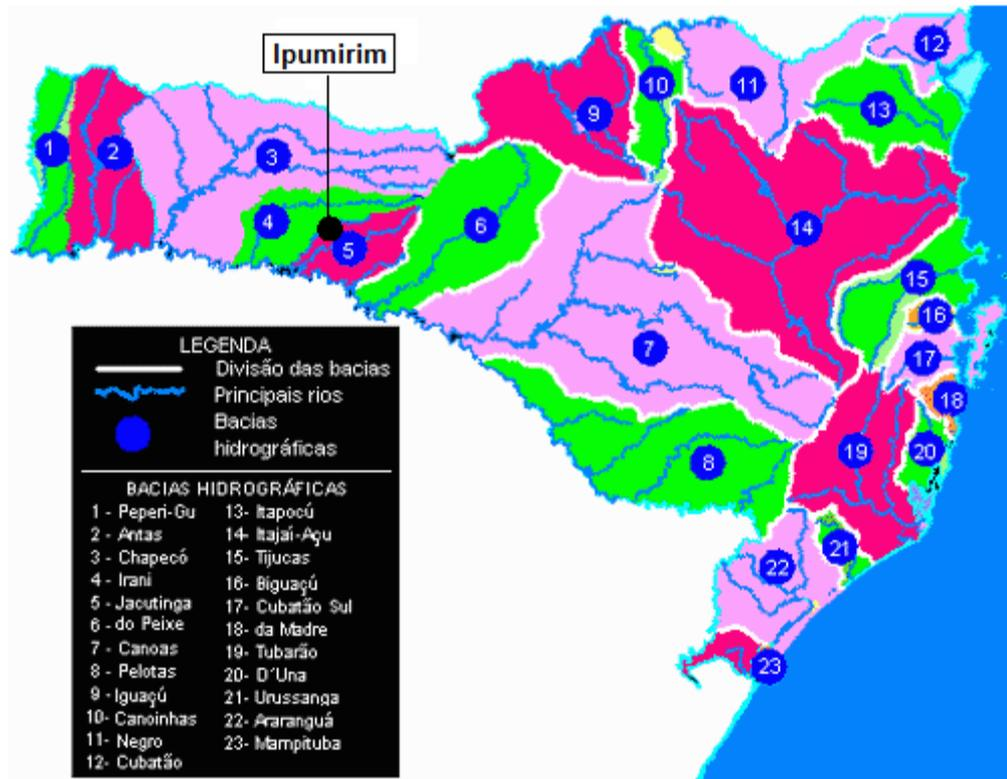 Ipumirim
1
2
3
4
5
6
7
8
9
10
11
12
13
14
15
16
17
18
19
20
21
22
23
LEGENDA
Divisão das bacias
Principais rios
Bacias
hidrográficas
BACIAS HIDROGRÁFICAS
1 - Peperi-Gu
2 - Antas
3 - Chapecó
4 - Irani
5 - Jacutinga
6 - do Peixe
7 - Canoas
8 - Pelotas
9 - Iguaçú
10- Canoinhas
11- Negro
12- Cubatão
13- Itapocú
14- Itajaí-Açu
15- Tijucas
16- Biguaçú
17- Cubatão Sul
18- da Madre
19- Tubarão
20- D´Una
21- Urussanga
22- Araranguá
23- Mampituba